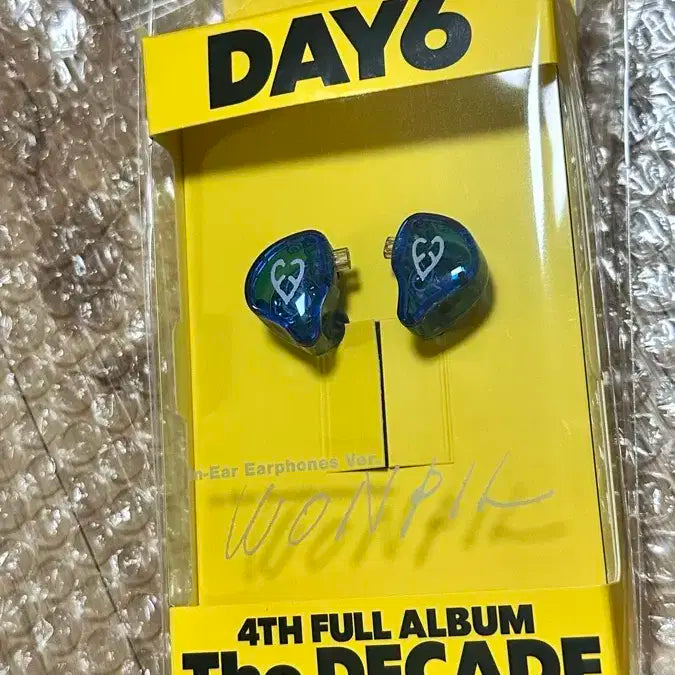 DAY6
n-Ear Earphones Ver.
WONPIL
4TH FULL ALBUM
The DECADE